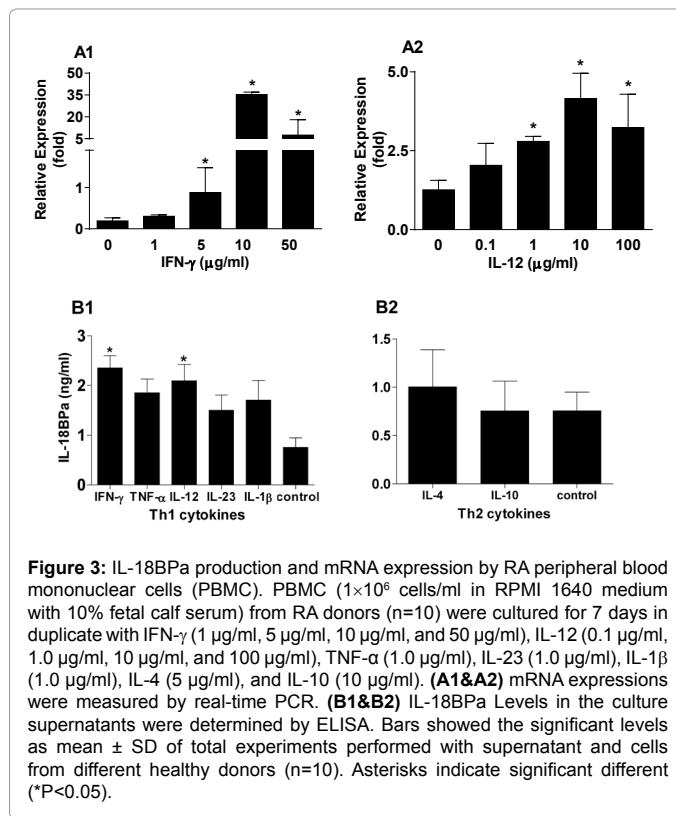 A1
A2
Relative Expression
(fold)
35
25
15
5
1
0
*
*
*
0 1 5 10 50
IFN-γ (μg/ml)
Relative Expression
(fold)
5.0
2.5
0.0
*
*
*
0 0.1 1 10 100
IL-12 (μg/ml)
B1
B2
IL-18BPa (ng/ml)
3
2
1
0
*
*
IFN-γ TNF-α IL-12 IL-23 IL-1β control
Th1 cytokines
1.5
1.0
0.5
0.0
IL-4 IL-10 control
Th2 cytokines
Figure 3: IL-18BPa production and mRNA expression by RA peripheral blood
mononuclear cells (PBMC). PBMC (1×10⁶ cells/ml in RPMI 1640 medium
with 10% fetal calf serum) from RA donors (n=10) were cultured for 7 days in
duplicate with IFN-γ (1 μg/ml, 5 μg/ml, 10 μg/ml, and 50 μg/ml), IL-12 (0.1 μg/ml,
1.0 μg/ml, 10 μg/ml, and 100 μg/ml), TNF-α (1.0 μg/ml), IL-23 (1.0 μg/ml), IL-1β
(1.0 μg/ml), IL-4 (5 μg/ml), and IL-10 (10 μg/ml). (A1&A2) mRNA expressions
were measured by real-time PCR. (B1&B2) IL-18BPa Levels in the culture
supernatants were determined by ELISA. Bars showed the significant levels
as mean ± SD of total experiments performed with supernatant and cells
from different healthy donors (n=10). Asterisks indicate significant different
(*P<0.05).